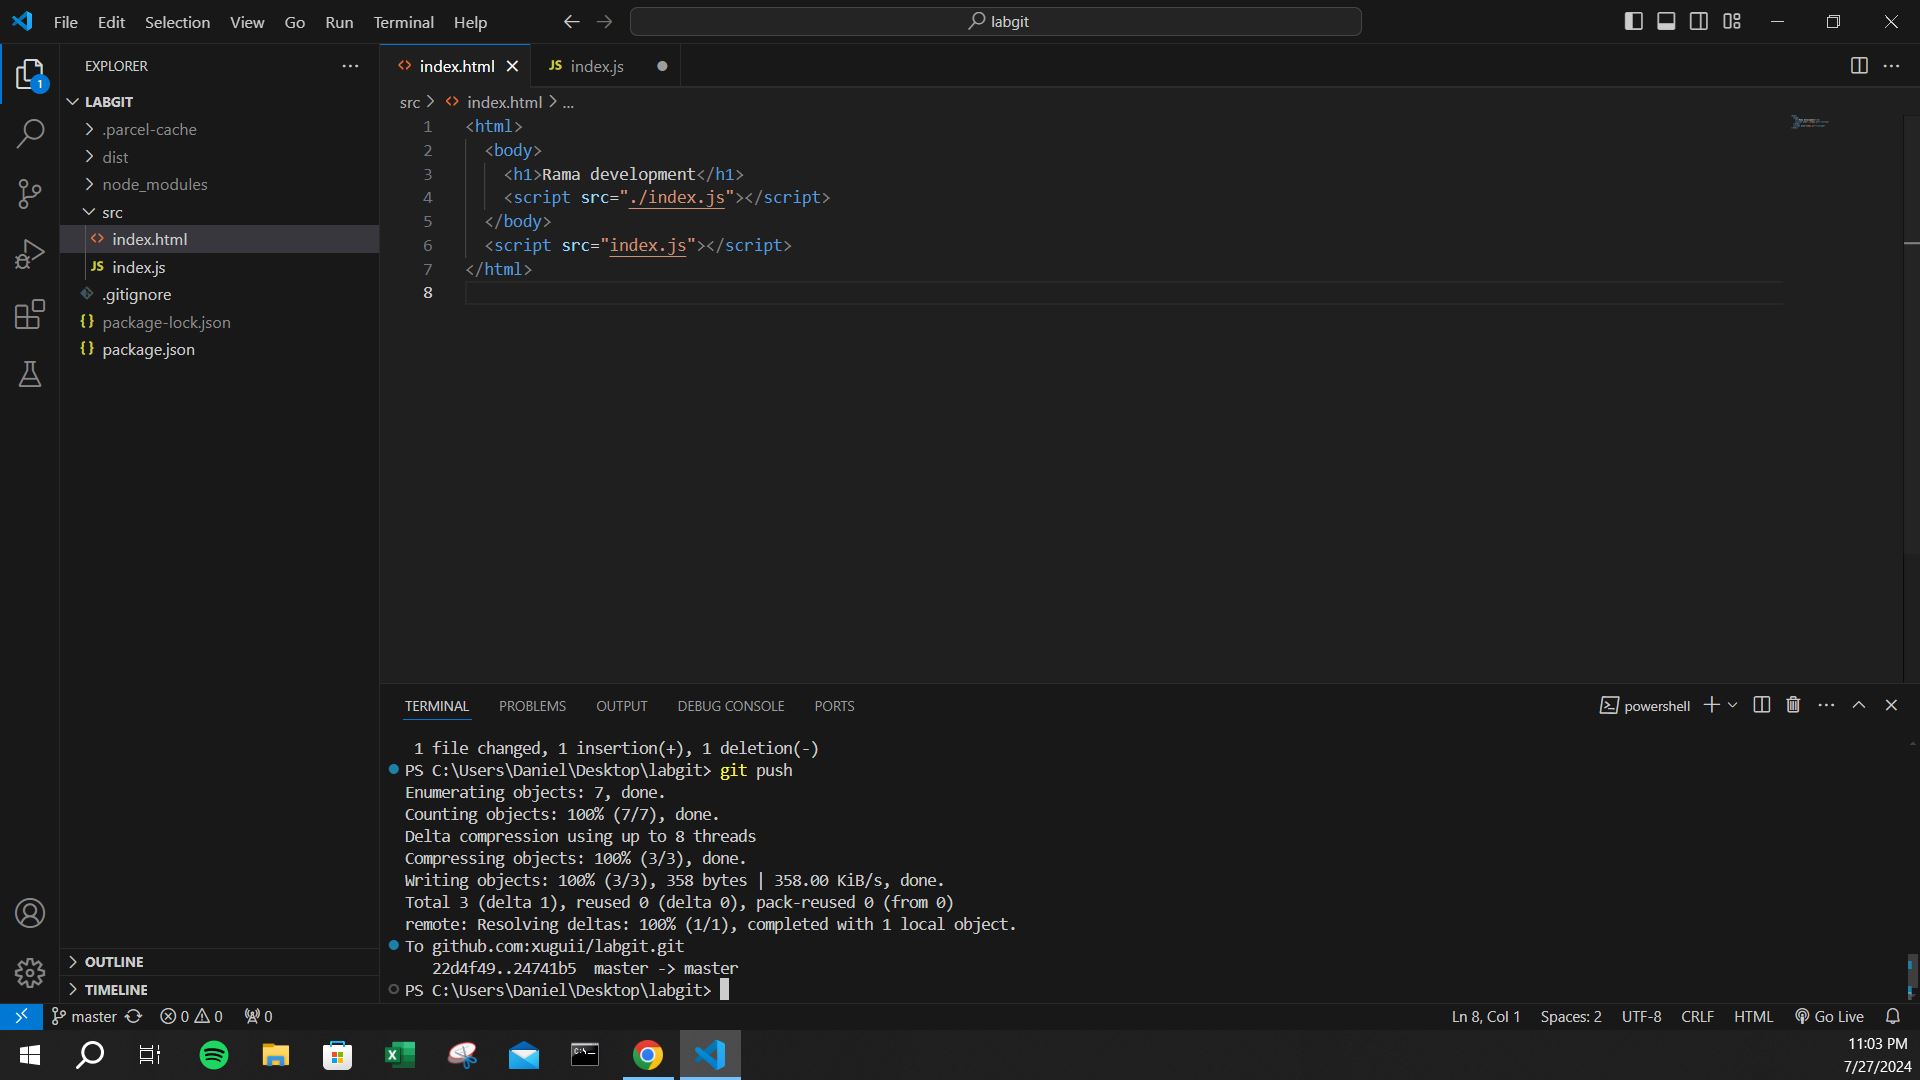 File Edit Selection View Go Run Terminal Help
labgit
EXPLORER
LABGIT
.parcel-cache
dist
node_modules
src
index.html
JS index.js
.gitignore
{} package-lock.json
{} package.json
OUTLINE
TIMELINE
1
<> index.html
JS index.js
src > <> index.html > ...
1 <html>
2 <body>
3 <h1>Rama development</h1>
4 <script src="./index.js"></script>
5 </body>
6 <script src="index.js"></script>
7 </html>
8
TERMINAL PROBLEMS OUTPUT DEBUG CONSOLE PORTS
powershell
1 file changed, 1 insertion(+), 1 deletion(-)
PS C:\Users\Daniel\Desktop\labgit> git push
Enumerating objects: 7, done.
Counting objects: 100% (7/7), done.
Delta compression using up to 8 threads
Compressing objects: 100% (3/3), done.
Writing objects: 100% (3/3), 358 bytes | 358.00 KiB/s, done.
Total 3 (delta 1), reused 0 (delta 0), pack-reused 0 (from 0)
remote: Resolving deltas: 100% (1/1), completed with 1 local object.
To github.com:xuguii/labgit.git
22d4f49..24741b5 master -> master
PS C:\Users\Daniel\Desktop\labgit>
master 0 0 0
Ln 8, Col 1 Spaces: 2 UTF-8 CRLF HTML Go Live
11:03 PM
7/27/2024